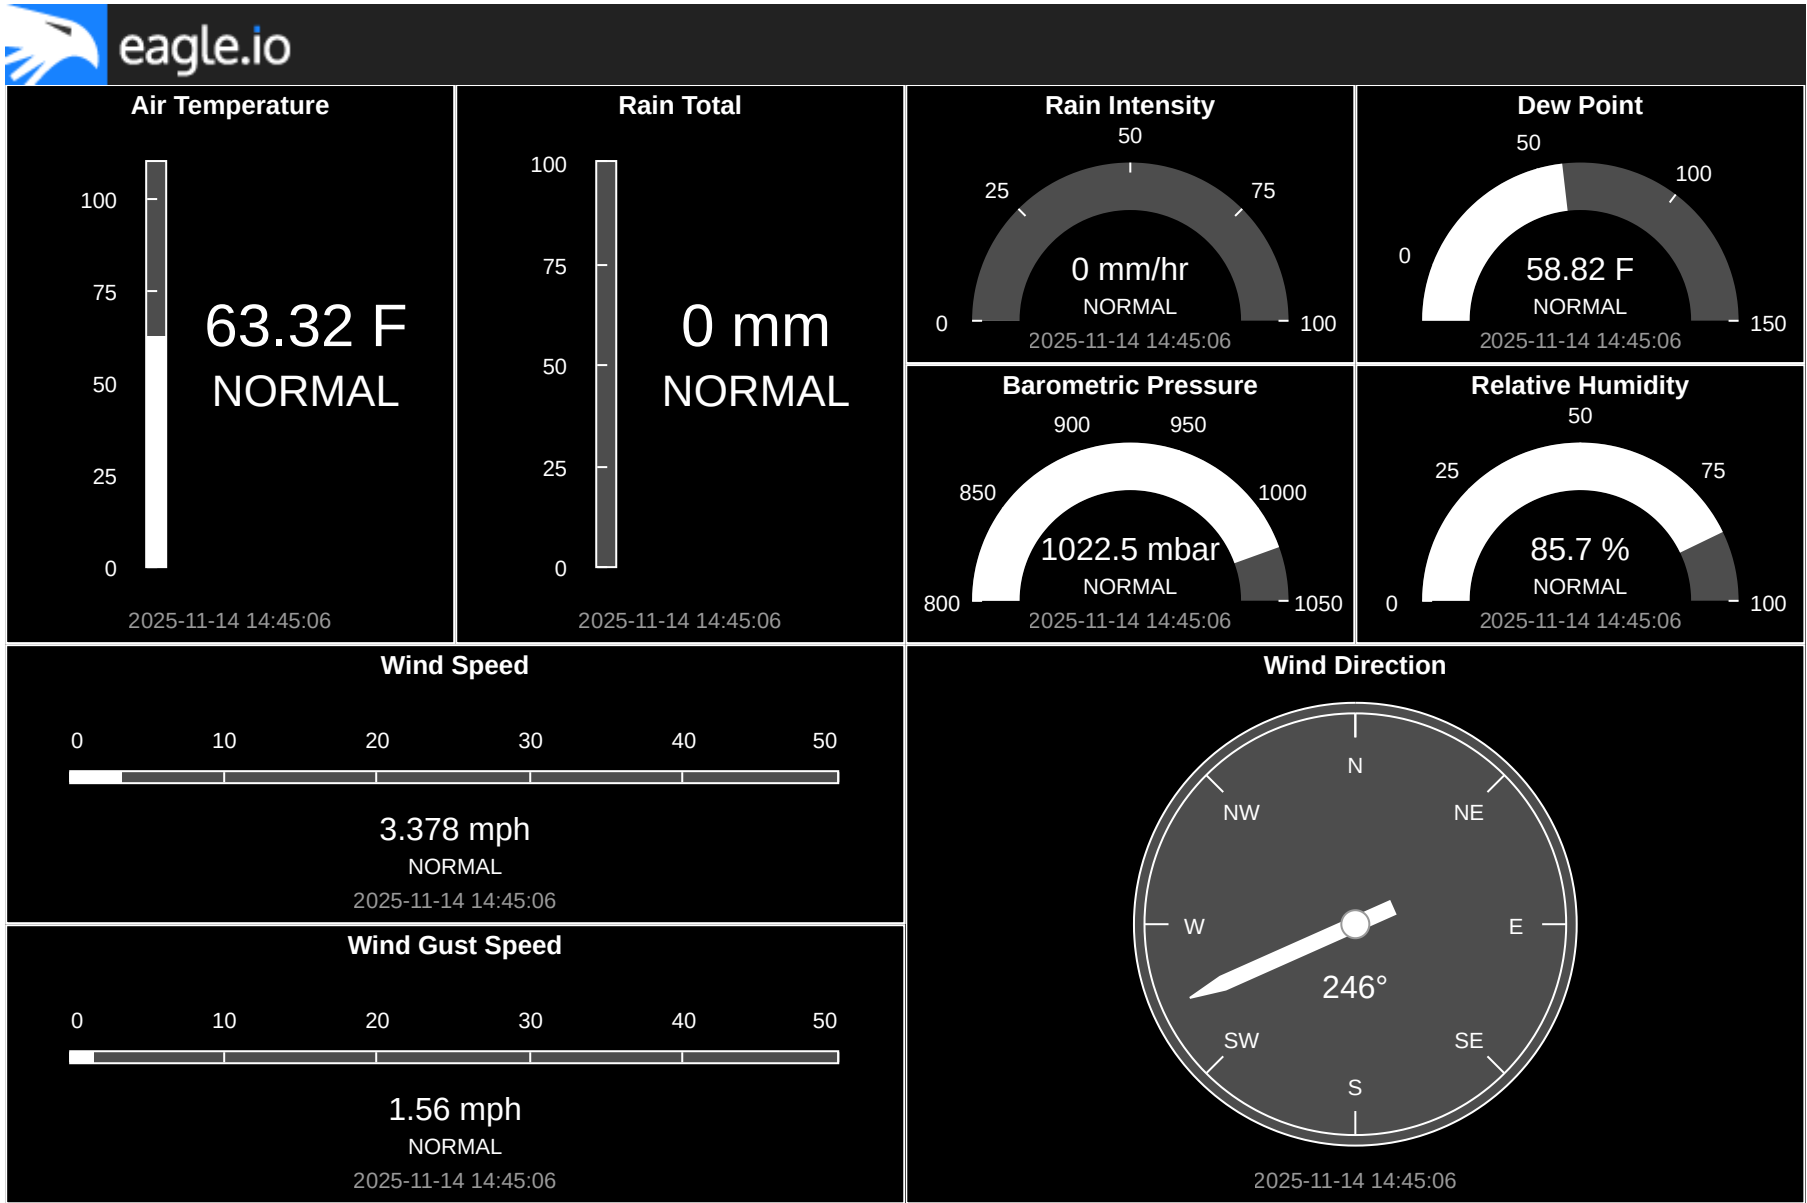 eagle.io
Air Temperature
100
75
50
25
0
63.32 F
NORMAL
2025-11-14 14:45:06
Rain Total
100
75
50
25
0
0 mm
NORMAL
2025-11-14 14:45:06
Rain Intensity
0
25
50
75
100
0 mm/hr
NORMAL
2025-11-14 14:45:06
Dew Point
0
50
100
150
58.82 F
NORMAL
2025-11-14 14:45:06
Barometric Pressure
800
850
900
950
1000
1050
1022.5 mbar
NORMAL
2025-11-14 14:45:06
Relative Humidity
0
25
50
75
100
85.7 %
NORMAL
2025-11-14 14:45:06
Wind Speed
0 10 20 30 40 50
3.378 mph
NORMAL
2025-11-14 14:45:06
Wind Gust Speed
0 10 20 30 40 50
1.56 mph
NORMAL
2025-11-14 14:45:06
Wind Direction
N
NW NE
W E
246°
SW SE
S
2025-11-14 14:45:06